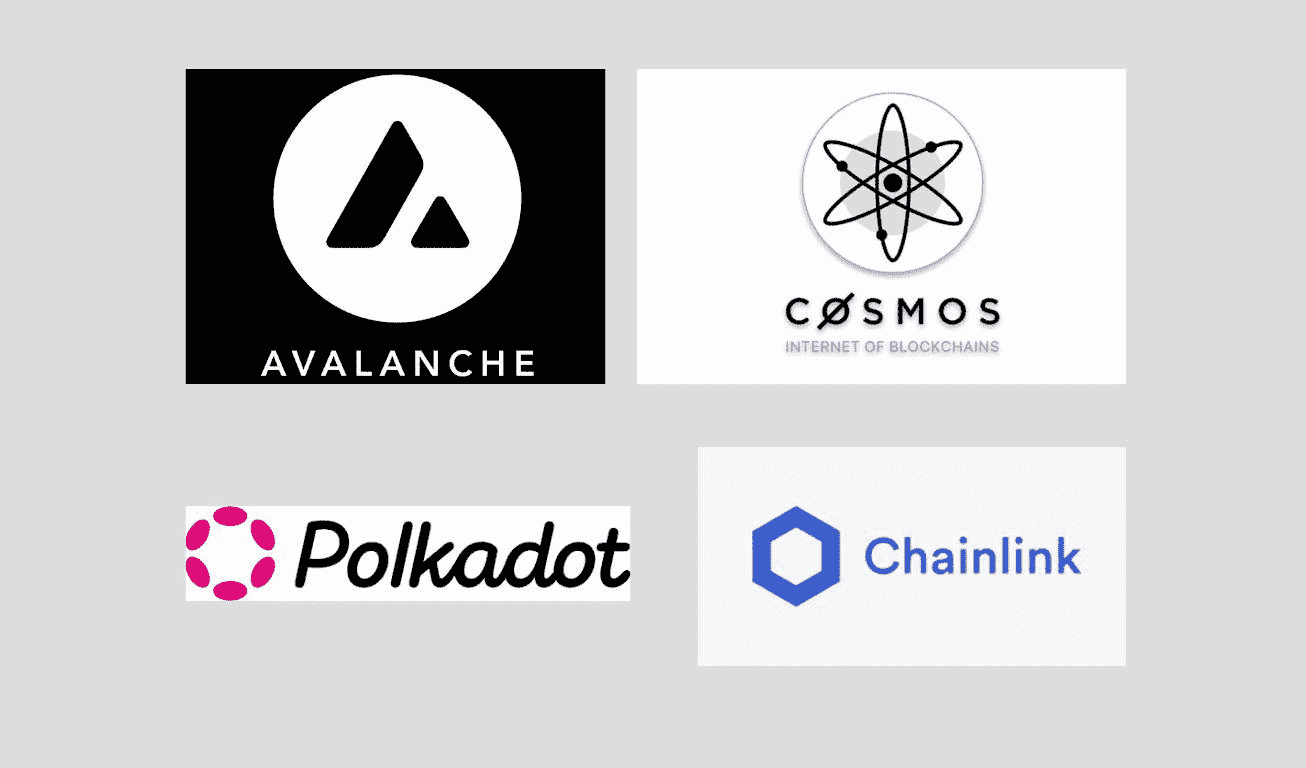 AVALANCHE
CØSMOS
INTERNET OF BLOCKCHAINS
Polkadot
Chainlink